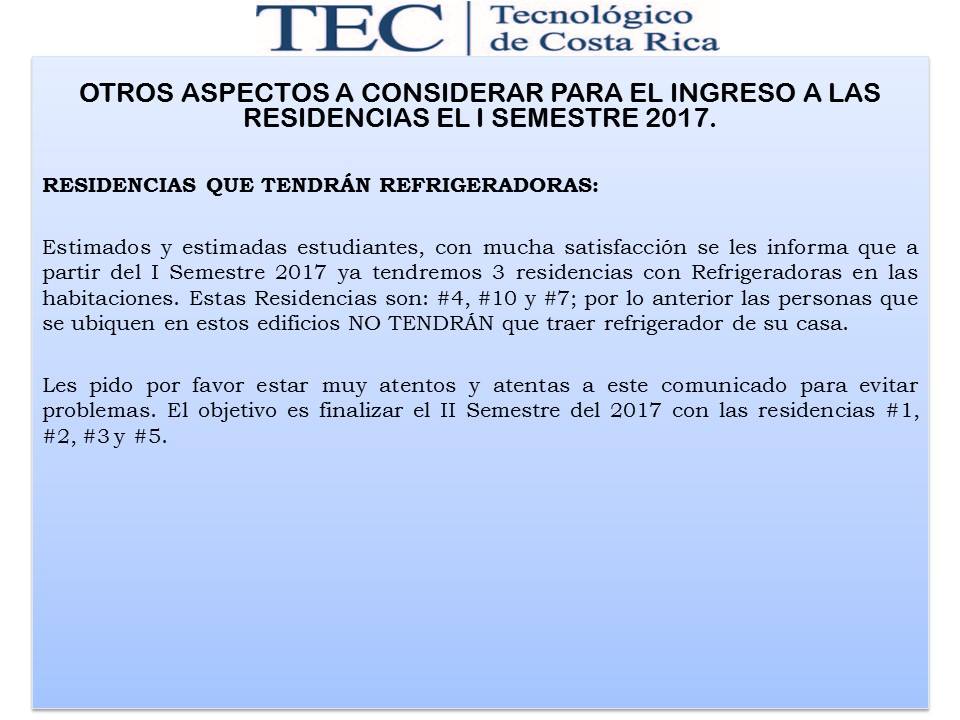 TEC Tecnológico
de Costa Rica
OTROS ASPECTOS A CONSIDERAR PARA EL INGRESO A LAS
RESIDENCIAS EL I SEMESTRE 2017.
RESIDENCIAS QUE TENDRÁN REFRIGERADORAS:
Estimados y estimadas estudiantes, con mucha satisfacción se les informa que a
partir del I Semestre 2017 ya tendremos 3 residencias con Refrigeradoras en las
habitaciones. Estas Residencias son: #4, #10 y #7; por lo anterior las personas que
se ubiquen en estos edificios NO TENDRÁN que traer refrigerador de su casa.
Les pido por favor estar muy atentos y atentas a este comunicado para evitar
problemas. El objetivo es finalizar el II Semestre del 2017 con las residencias #1,
#2, #3 y #5.